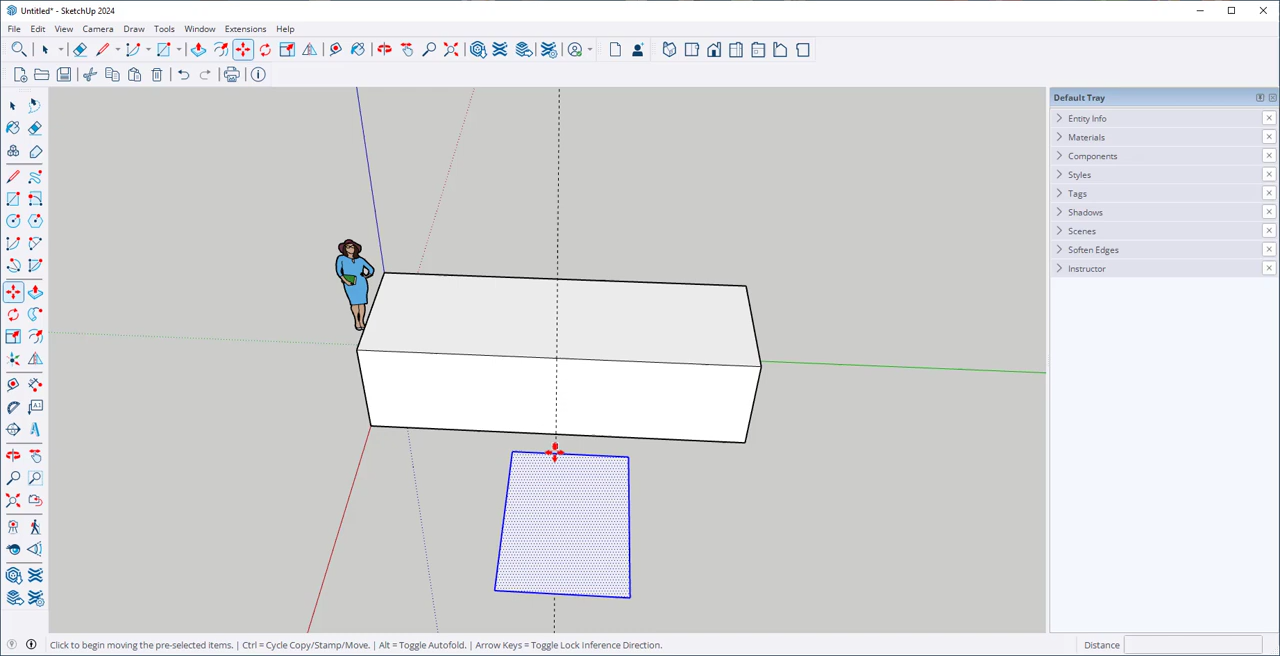 Untitled* - SketchUp 2024
File Edit View Camera Draw Tools Window Extensions Help
Default Tray
Entity Info
Materials
Components
Styles
Tags
Shadows
Scenes
Soften Edges
Instructor
Click to begin moving the pre-selected items. | Ctrl = Cycle Copy/Stamp/Move. | Alt = Toggle Autofold. | Arrow Keys = Toggle Lock Inference Direction.
Distance